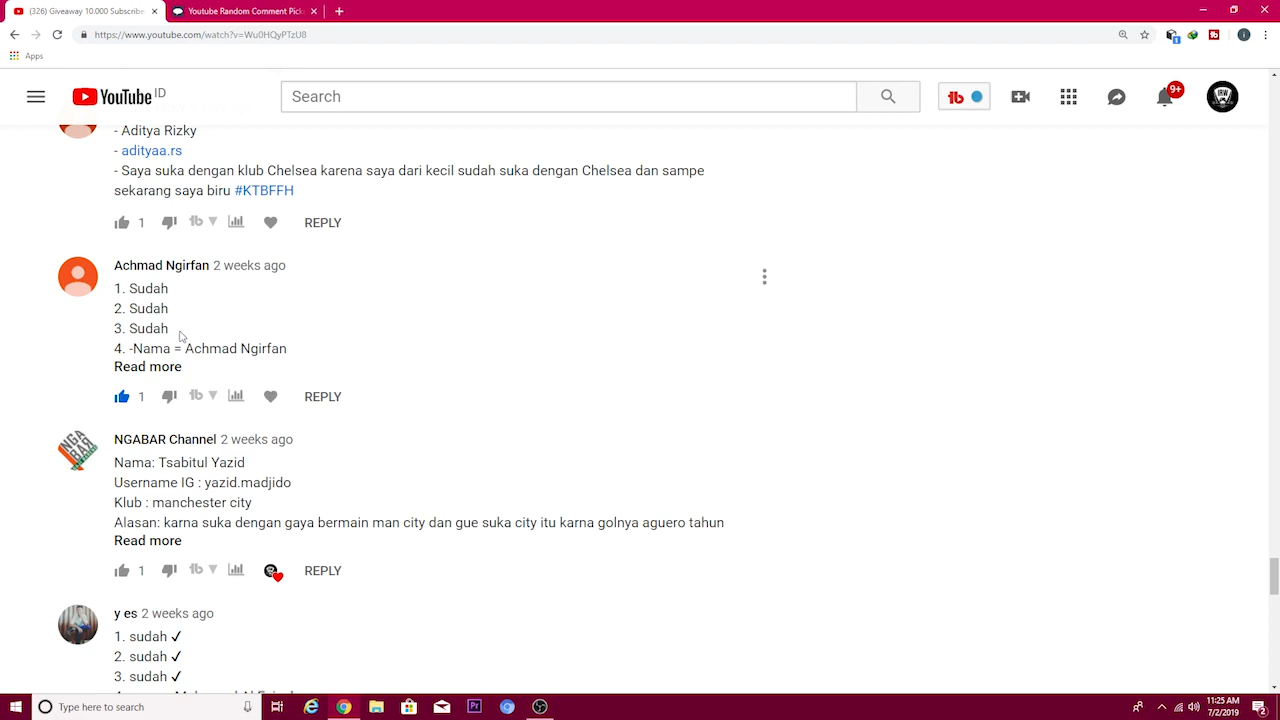 (326) Giveaway 10.000 Subscribe
Youtube Random Comment Pick
https://www.youtube.com/watch?v=Wu0HQyPTzU8
Apps
YouTube ID
Search
tb
9+
- Aditya Rizky
- adityaa.rs
- Saya suka dengan klub Chelsea karena saya dari kecil sudah suka dengan Chelsea dan sampe
sekarang saya biru #KTBFFH
1 tb REPLY
Achmad Ngirfan 2 weeks ago
1. Sudah
2. Sudah
3. Sudah
4. -Nama = Achmad Ngirfan
Read more
1 tb REPLY
NGABAR Channel 2 weeks ago
Nama: Tsabitul Yazid
Username IG : yazid.madjido
Klub : manchester city
Alasan: karna suka dengan gaya bermain man city dan gue suka city itu karna golnya aguero tahun
Read more
1 tb REPLY
y es 2 weeks ago
1. sudah ✓
2. sudah ✓
3. sudah ✓
Type here to search
11:25 AM
7/2/2019
2